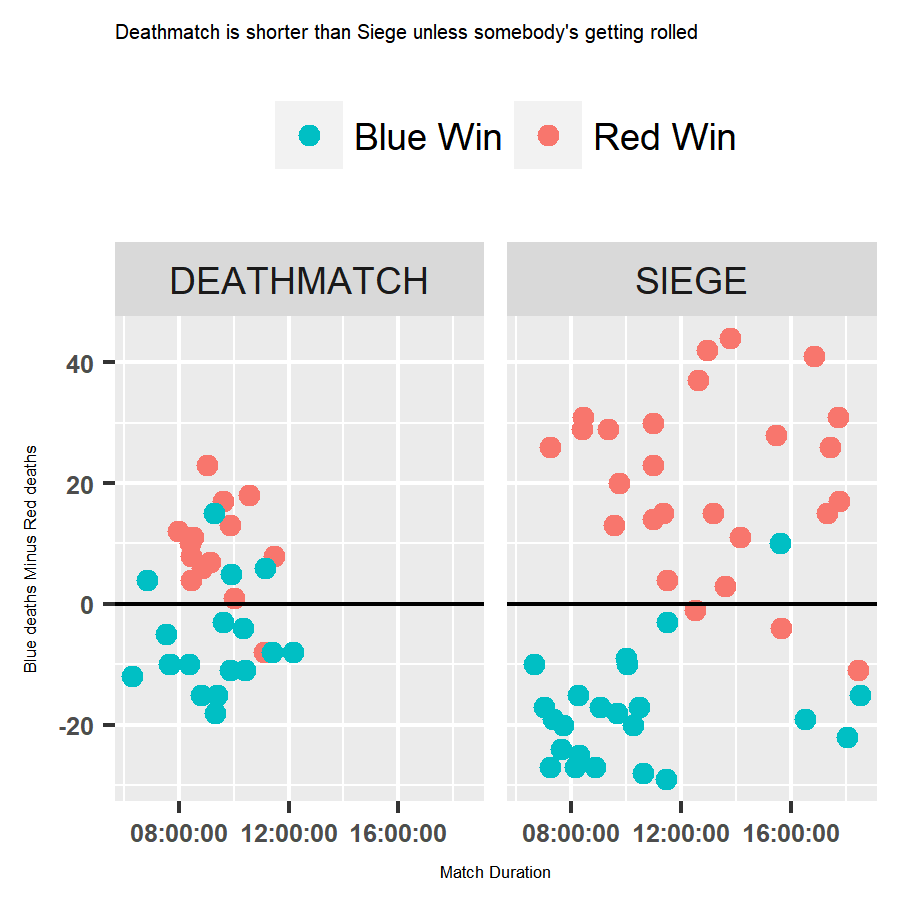 Deathmatch is shorter than Siege unless somebody's getting rolled
Blue Win Red Win
DEATHMATCH SIEGE
40
20
0
-20
Blue deaths Minus Red deaths
08:00:00 12:00:00 16:00:00 08:00:00 12:00:00 16:00:00
Match Duration